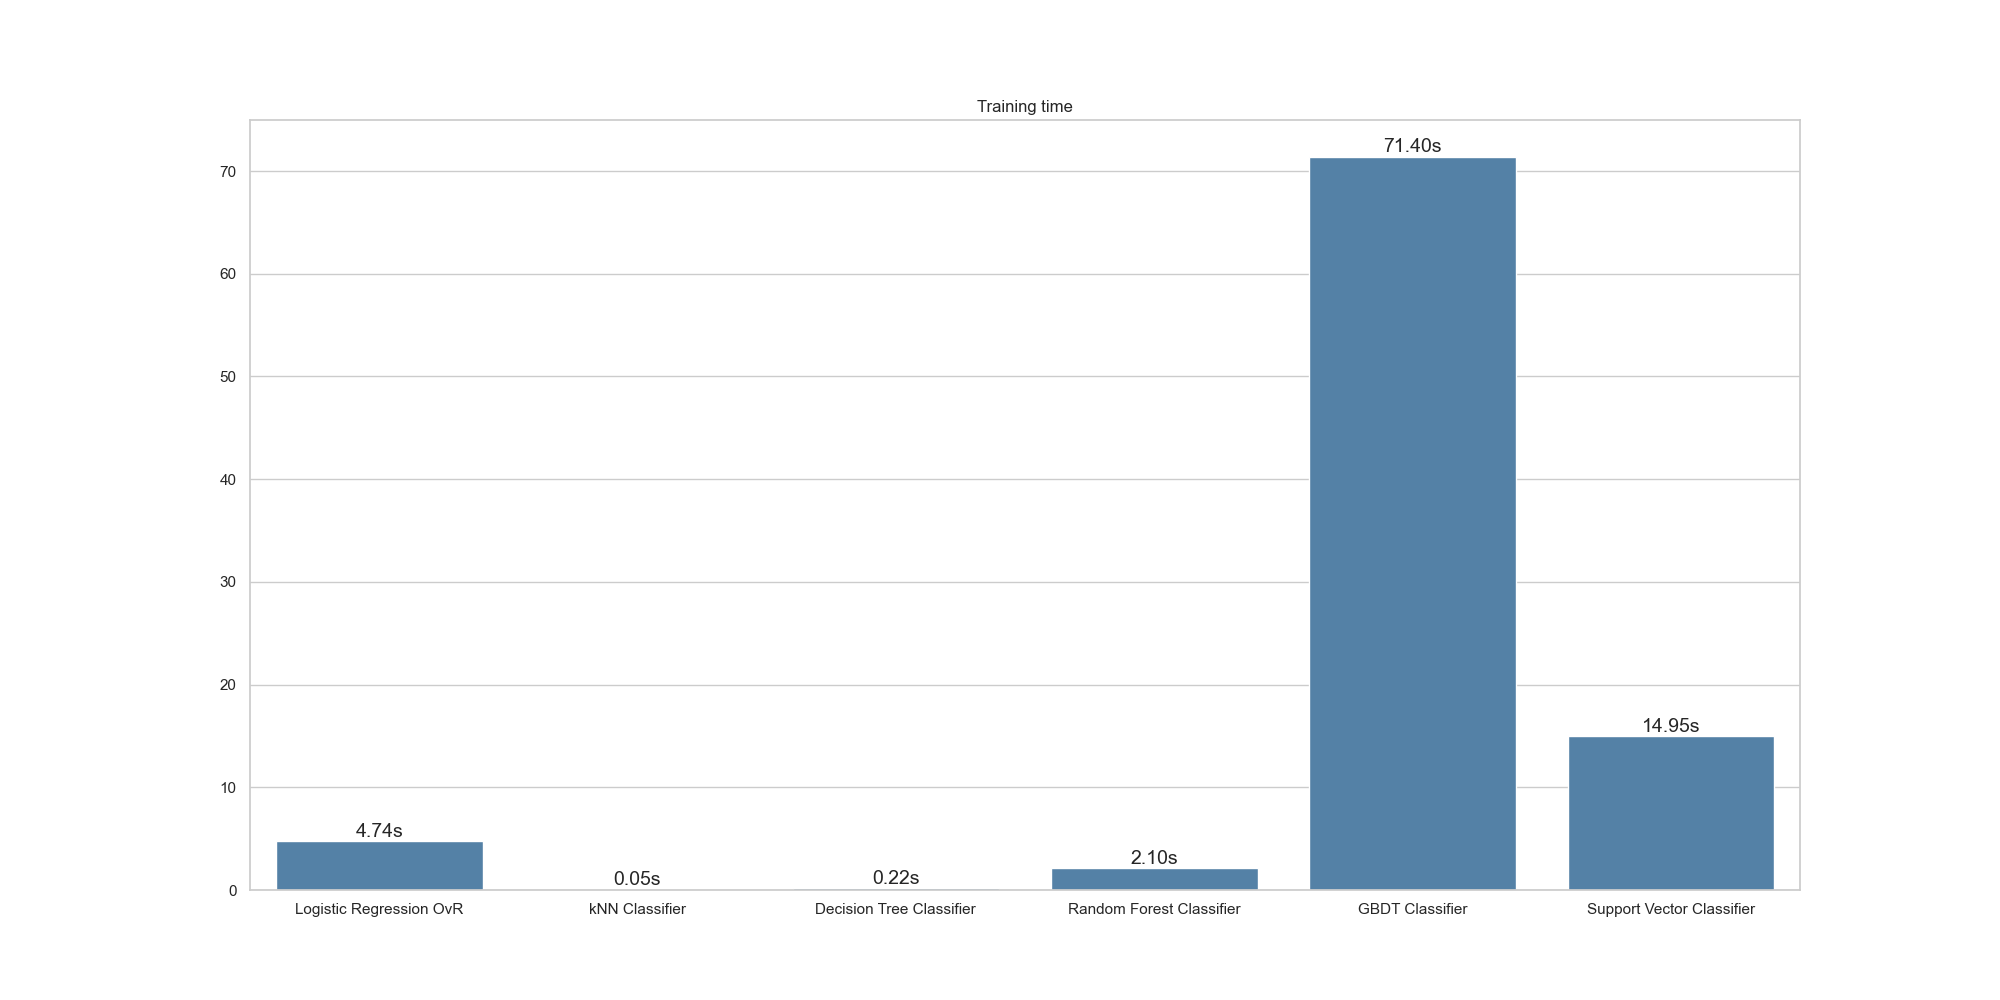 Training time
71.40s
70
60
50
40
30
20
14.95s
10
4.74s
2.10s
0.05s
0.22s
0
Logistic Regression OvR
kNN Classifier
Decision Tree Classifier
Random Forest Classifier
GBDT Classifier
Support Vector Classifier